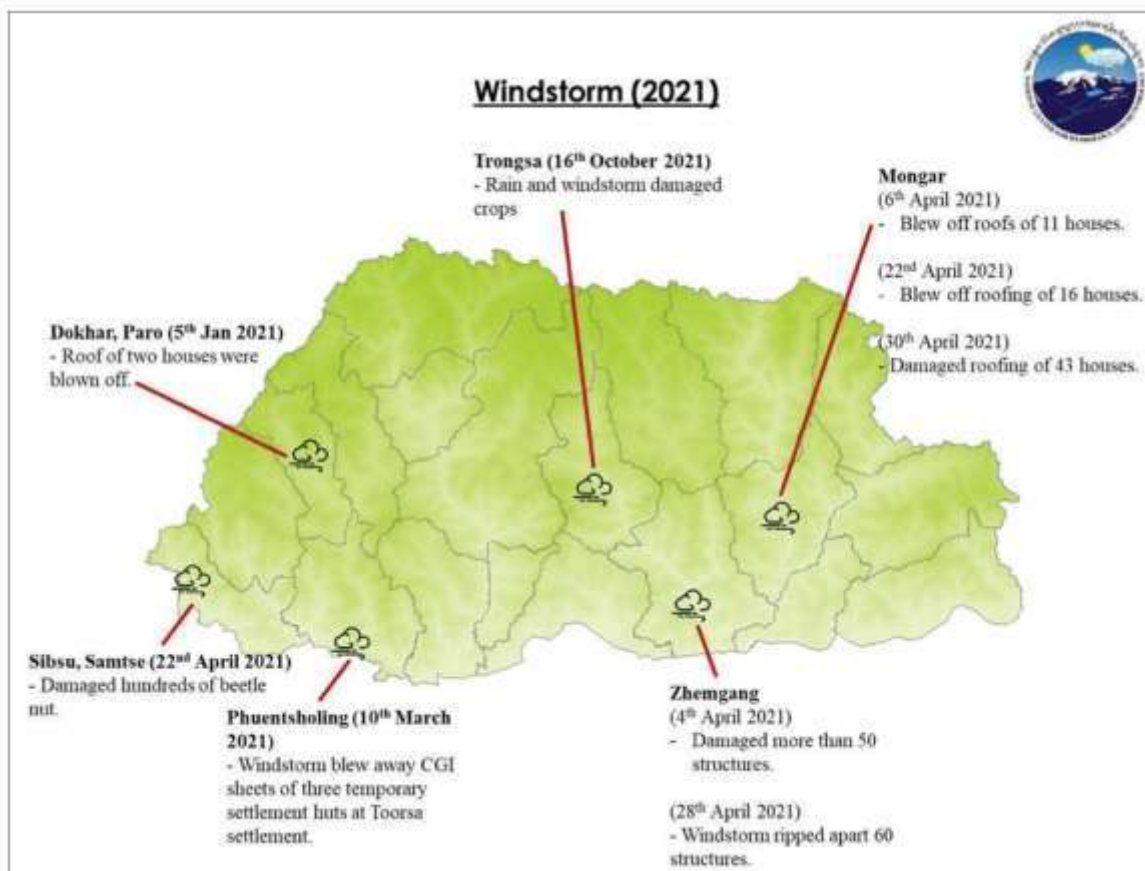 Windstorm (2021)
Trongsa (16th October 2021)
- Rain and windstorm damaged
crops
Mongar
(6th April 2021)
- Blew off roofs of 11 houses.
(22nd April 2021)
- Blew off roofing of 16 houses.
(30th April 2021)
- Damaged roofing of 43 houses.
Dokhar, Paro (5th Jan 2021)
- Roof of two houses were
blown off.
Sibsu, Samtse (22nd April 2021)
- Damaged hundreds of beetle
nut.
Phuentsholing (10th March
2021)
- Windstorm blew away CGI
sheets of three temporary
settlement huts at Toorsa
settlement.
Zhemgang
(4th April 2021)
- Damaged more than 50
structures.
(28th April 2021)
- Windstorm ripped apart 60
structures.